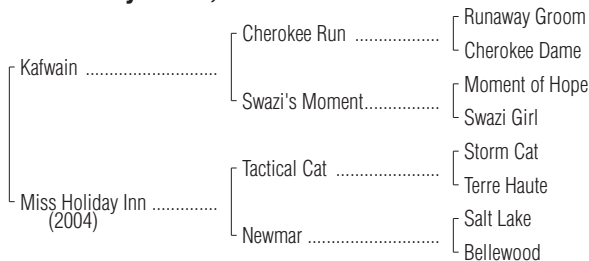 Runaway Groom
Cherokee Run ..................
Cherokee Dame
Kafwain ............................
Moment of Hope
Swazi's Moment................
Swazi Girl
Storm Cat
Tactical Cat ......................
Terre Haute
Miss Holiday Inn ..............
(2004)
Salt Lake
Newmar ............................
Bellewood